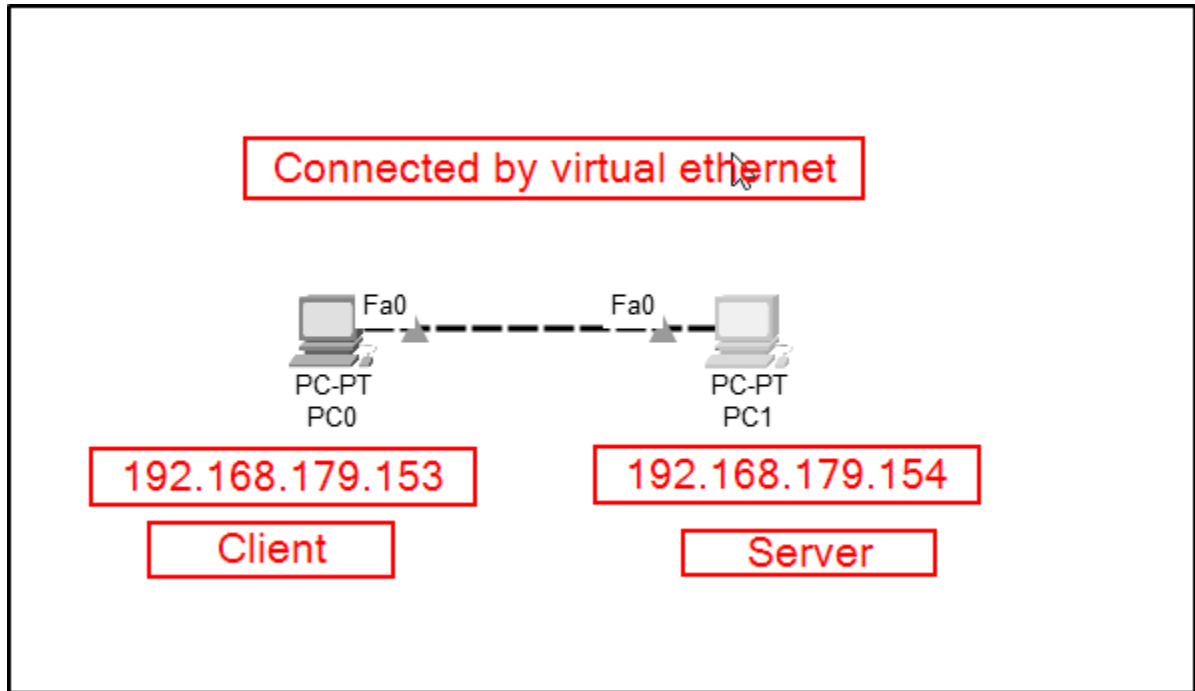 Connected by virtual ethernet
Fa0
Fa0
PC-PT
PC0
PC-PT
PC1
192.168.179.153
192.168.179.154
Client
Server